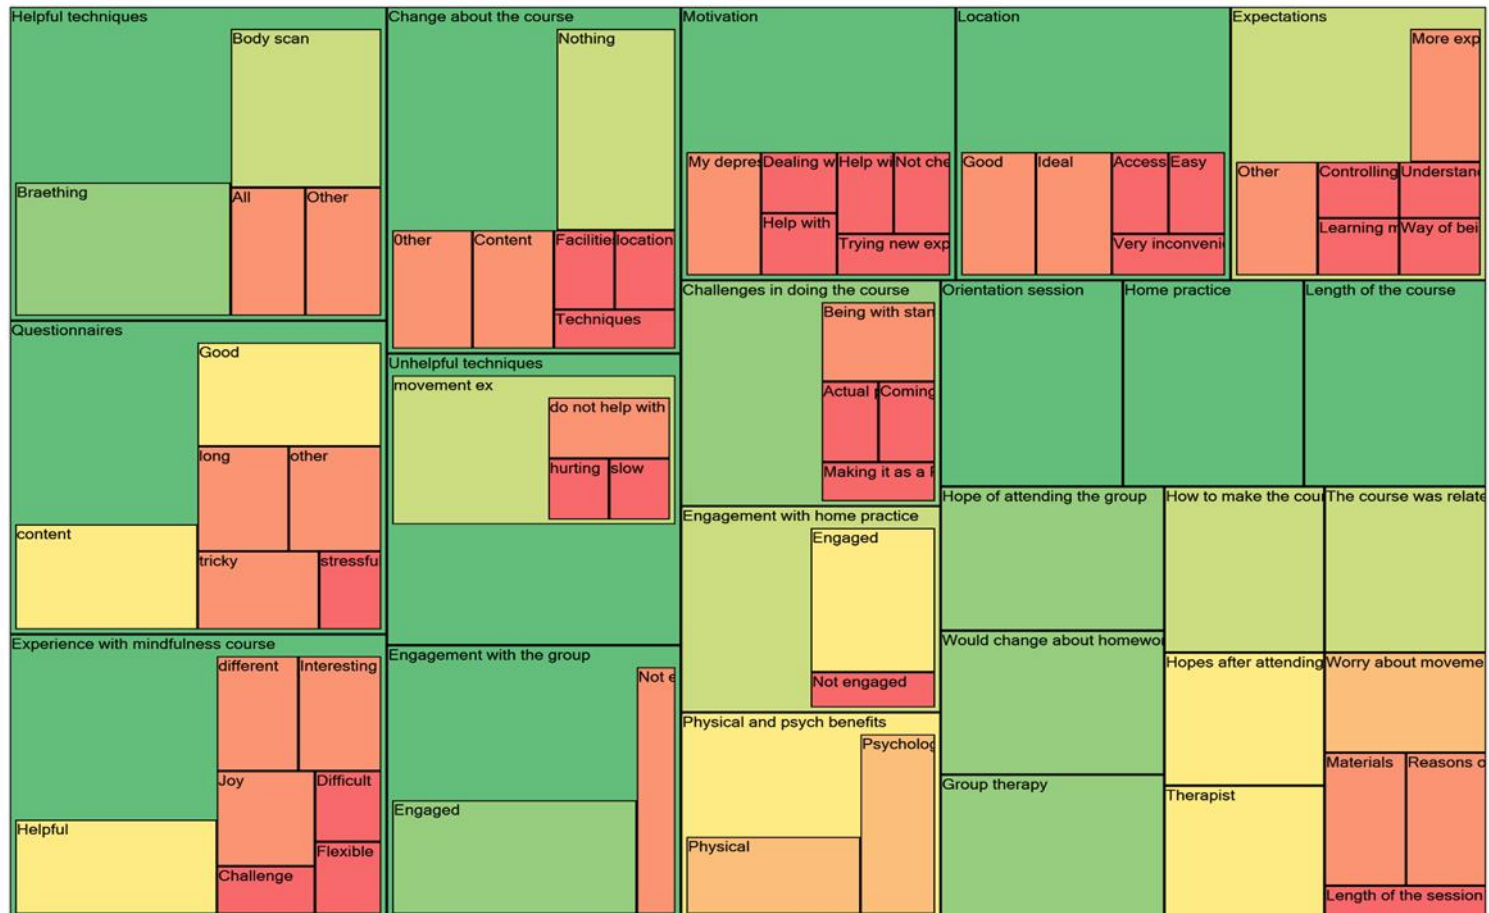 Helpful techniques
Body scan
Braething
All
Other
Questionnaires
Good
long
other
content
tricky
stressfu
Experience with mindfulness course
different
Interesting
Joy
Difficult
Helpful
Flexible
Challenge
Change about the course
Nothing
0ther
Content
Facilitie
location
Techniques
Unhelpful techniques
movement ex
do not help with
hurting
slow
Engagement with the group
Not e
Engaged
Motivation
My depres
Dealing w
Help wi
Not che
Help with
Trying new exp
Location
Good
Ideal
Access
Easy
Very inconveni
Expectations
More exp
Other
Controlling
Understan
Learning m
Way of bei
Challenges in doing the course
Being with stan
Actual p
Coming
Making it as a
Engagement with home practice
Engaged
Not engaged
Physical and psych benefits
Psycholog
Physical
Orientation session
Home practice
Length of the course
Hope of attending the group
How to make the cour
The course was relate
Would change about homewor
Hopes after attending
Worry about moveme
Group therapy
Therapist
Materials
Reasons o
Length of the session